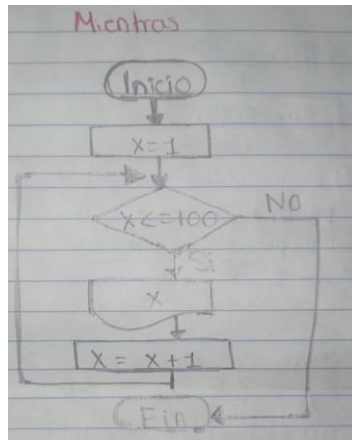 Mientras
Inicio
X=1
X<=100
NO
Si
X
X = X+1
Fin